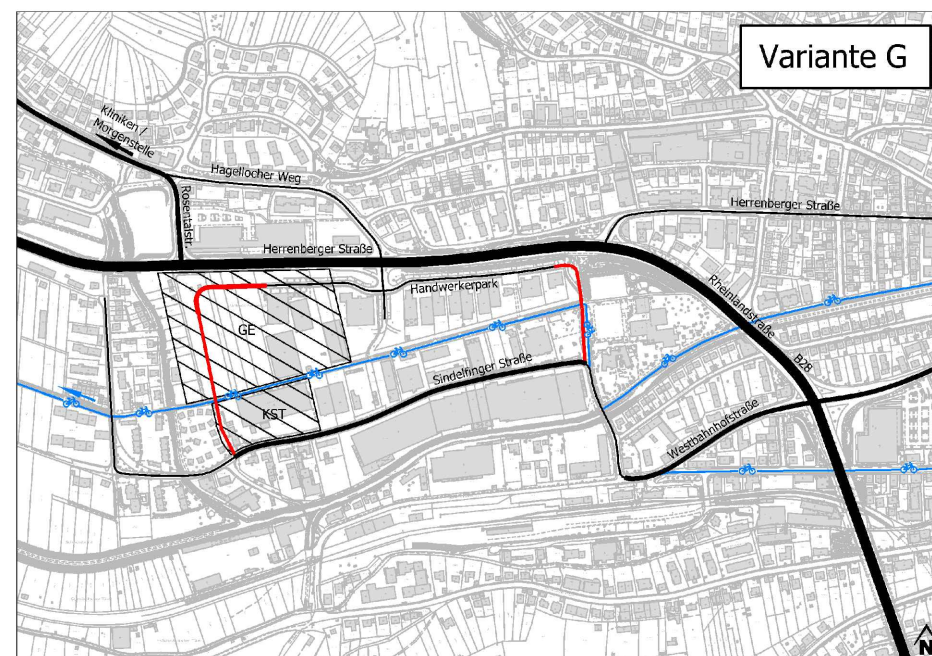 Variante G
Kliniken /
Morgenstelle
Hagellocher Weg
Rosentalstr.
Herrenberger Straße
Herrenberger Straße
Handwerkerpark
Rheinlandstraße
B28
GE
Sindelfinger Straße
KST
Westbahnhofstraße
N